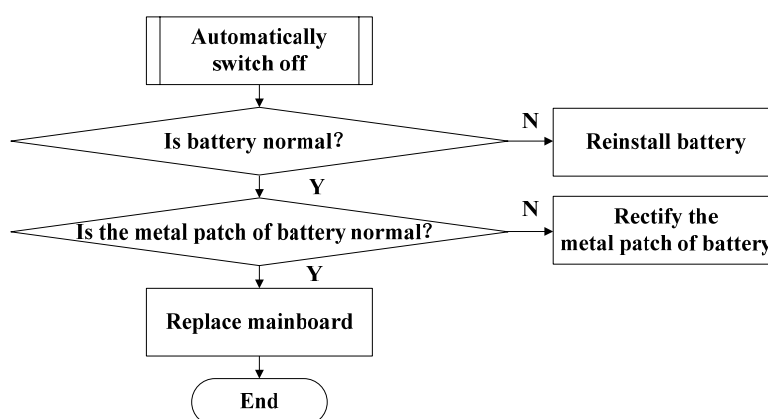 Automatically
switch off
Is battery normal?
N
Reinstall battery
Y
Is the metal patch of battery normal?
N
Rectify the
metal patch of battery
Y
Replace mainboard
End